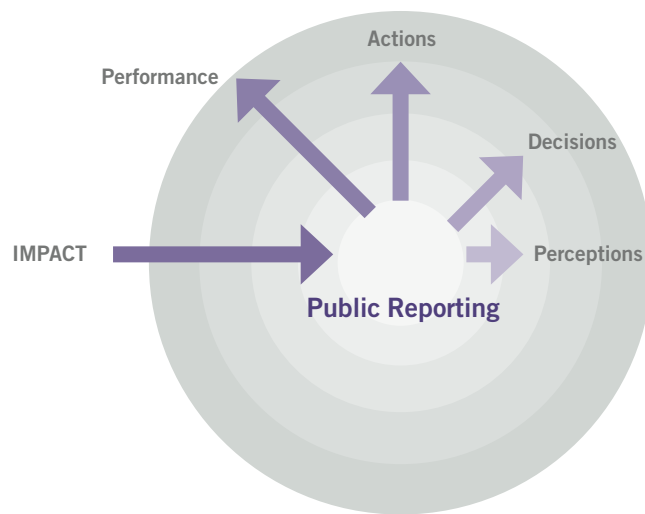 Actions
Performance
Decisions
IMPACT
Perceptions
Public Reporting